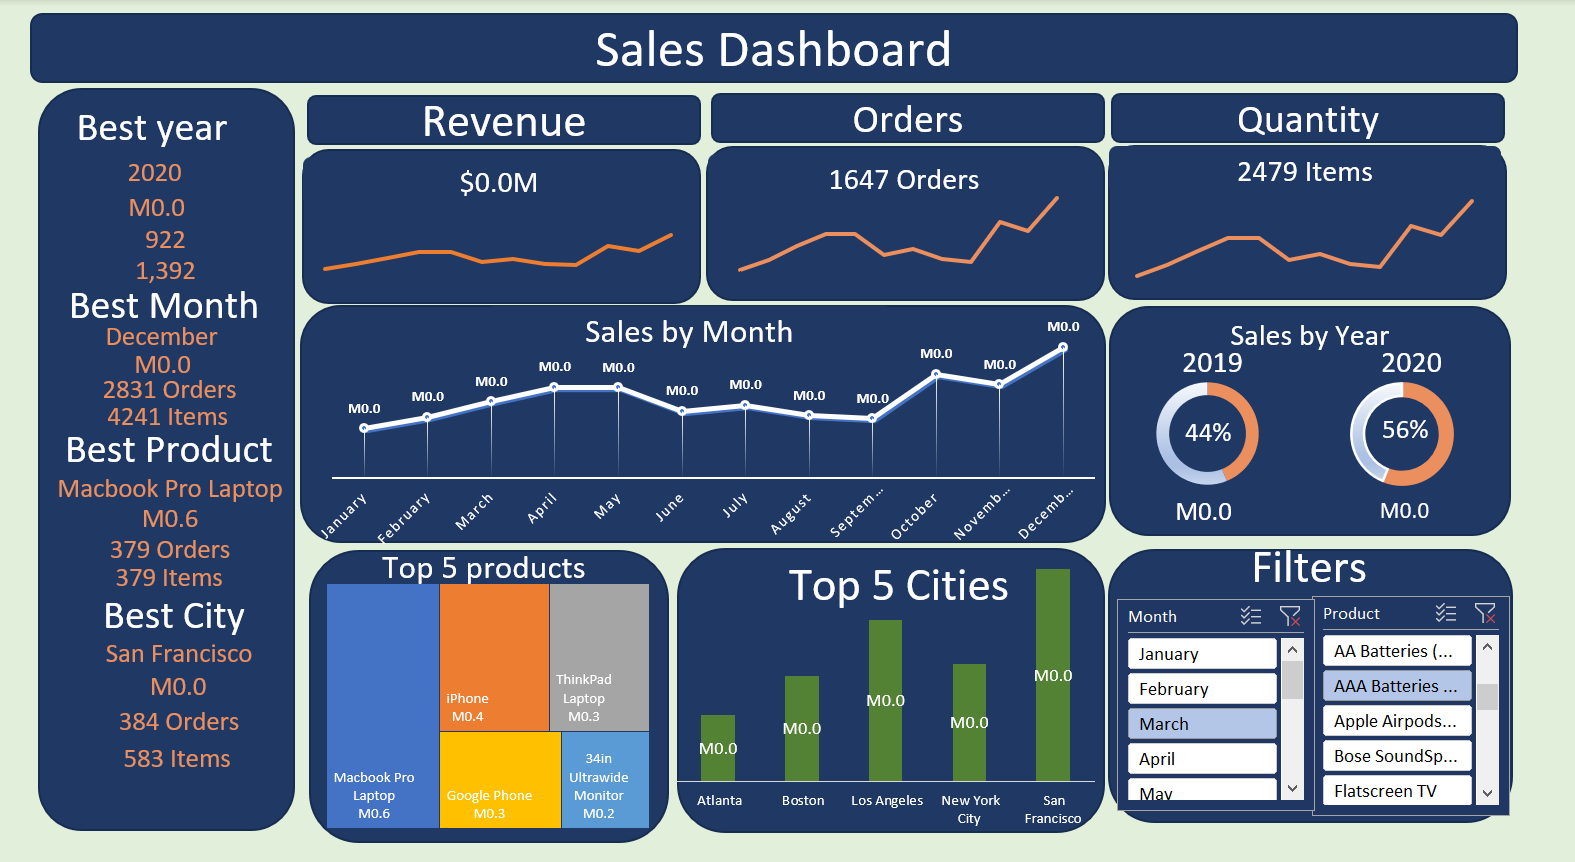 Sales Dashboard
Best year
2020
M0.0
922
1,392
Best Month
December
M0.0
2831 Orders
4241 Items
Best Product
Macbook Pro Laptop
M0.6
379 Orders
379 Items
Best City
San Francisco
M0.0
384 Orders
583 Items
Revenue
$0.0M
Orders
1647 Orders
Quantity
2479 Items
Sales by Month
M0.0
M0.0
M0.0
M0.0
M0.0
M0.0
M0.0
M0.0
M0.0
M0.0
M0.0
M0.0
January
February
March
April
May
June
July
August
Septem...
October
Novemb...
Decemb...
Sales by Year
2019
44%
M0.0
2020
56%
M0.0
Top 5 products
Macbook Pro
Laptop
M0.6
iPhone
M0.4
ThinkPad
Laptop
M0.3
Google Phone
M0.3
34in
Ultrawide
Monitor
M0.2
Top 5 Cities
M0.0
M0.0
M0.0
M0.0
M0.0
Atlanta
Boston
Los Angeles
New York
City
San
Francisco
Filters
Month
January
February
March
April
May
Product
AA Batteries (...
AAA Batteries ...
Apple Airpods...
Bose SoundSp...
Flatscreen TV